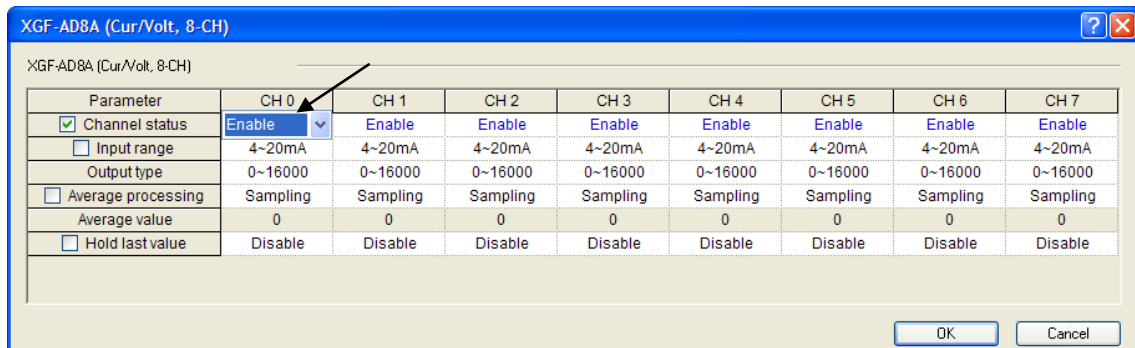 XGF-AD8A (Cur/Volt, 8-CH)
XGF-AD8A (Cur/Volt, 8-CH)
Parameter CH 0 CH 1 CH 2 CH 3 CH 4 CH 5 CH 6 CH 7
Channel status Enable Enable Enable Enable Enable Enable Enable Enable
Input range 4~20mA 4~20mA 4~20mA 4~20mA 4~20mA 4~20mA 4~20mA 4~20mA
Output type 0~16000 0~16000 0~16000 0~16000 0~16000 0~16000 0~16000 0~16000
Average processing Sampling Sampling Sampling Sampling Sampling Sampling Sampling Sampling
Average value 0 0 0 0 0 0 0 0
Hold last value Disable Disable Disable Disable Disable Disable Disable Disable
OK Cancel